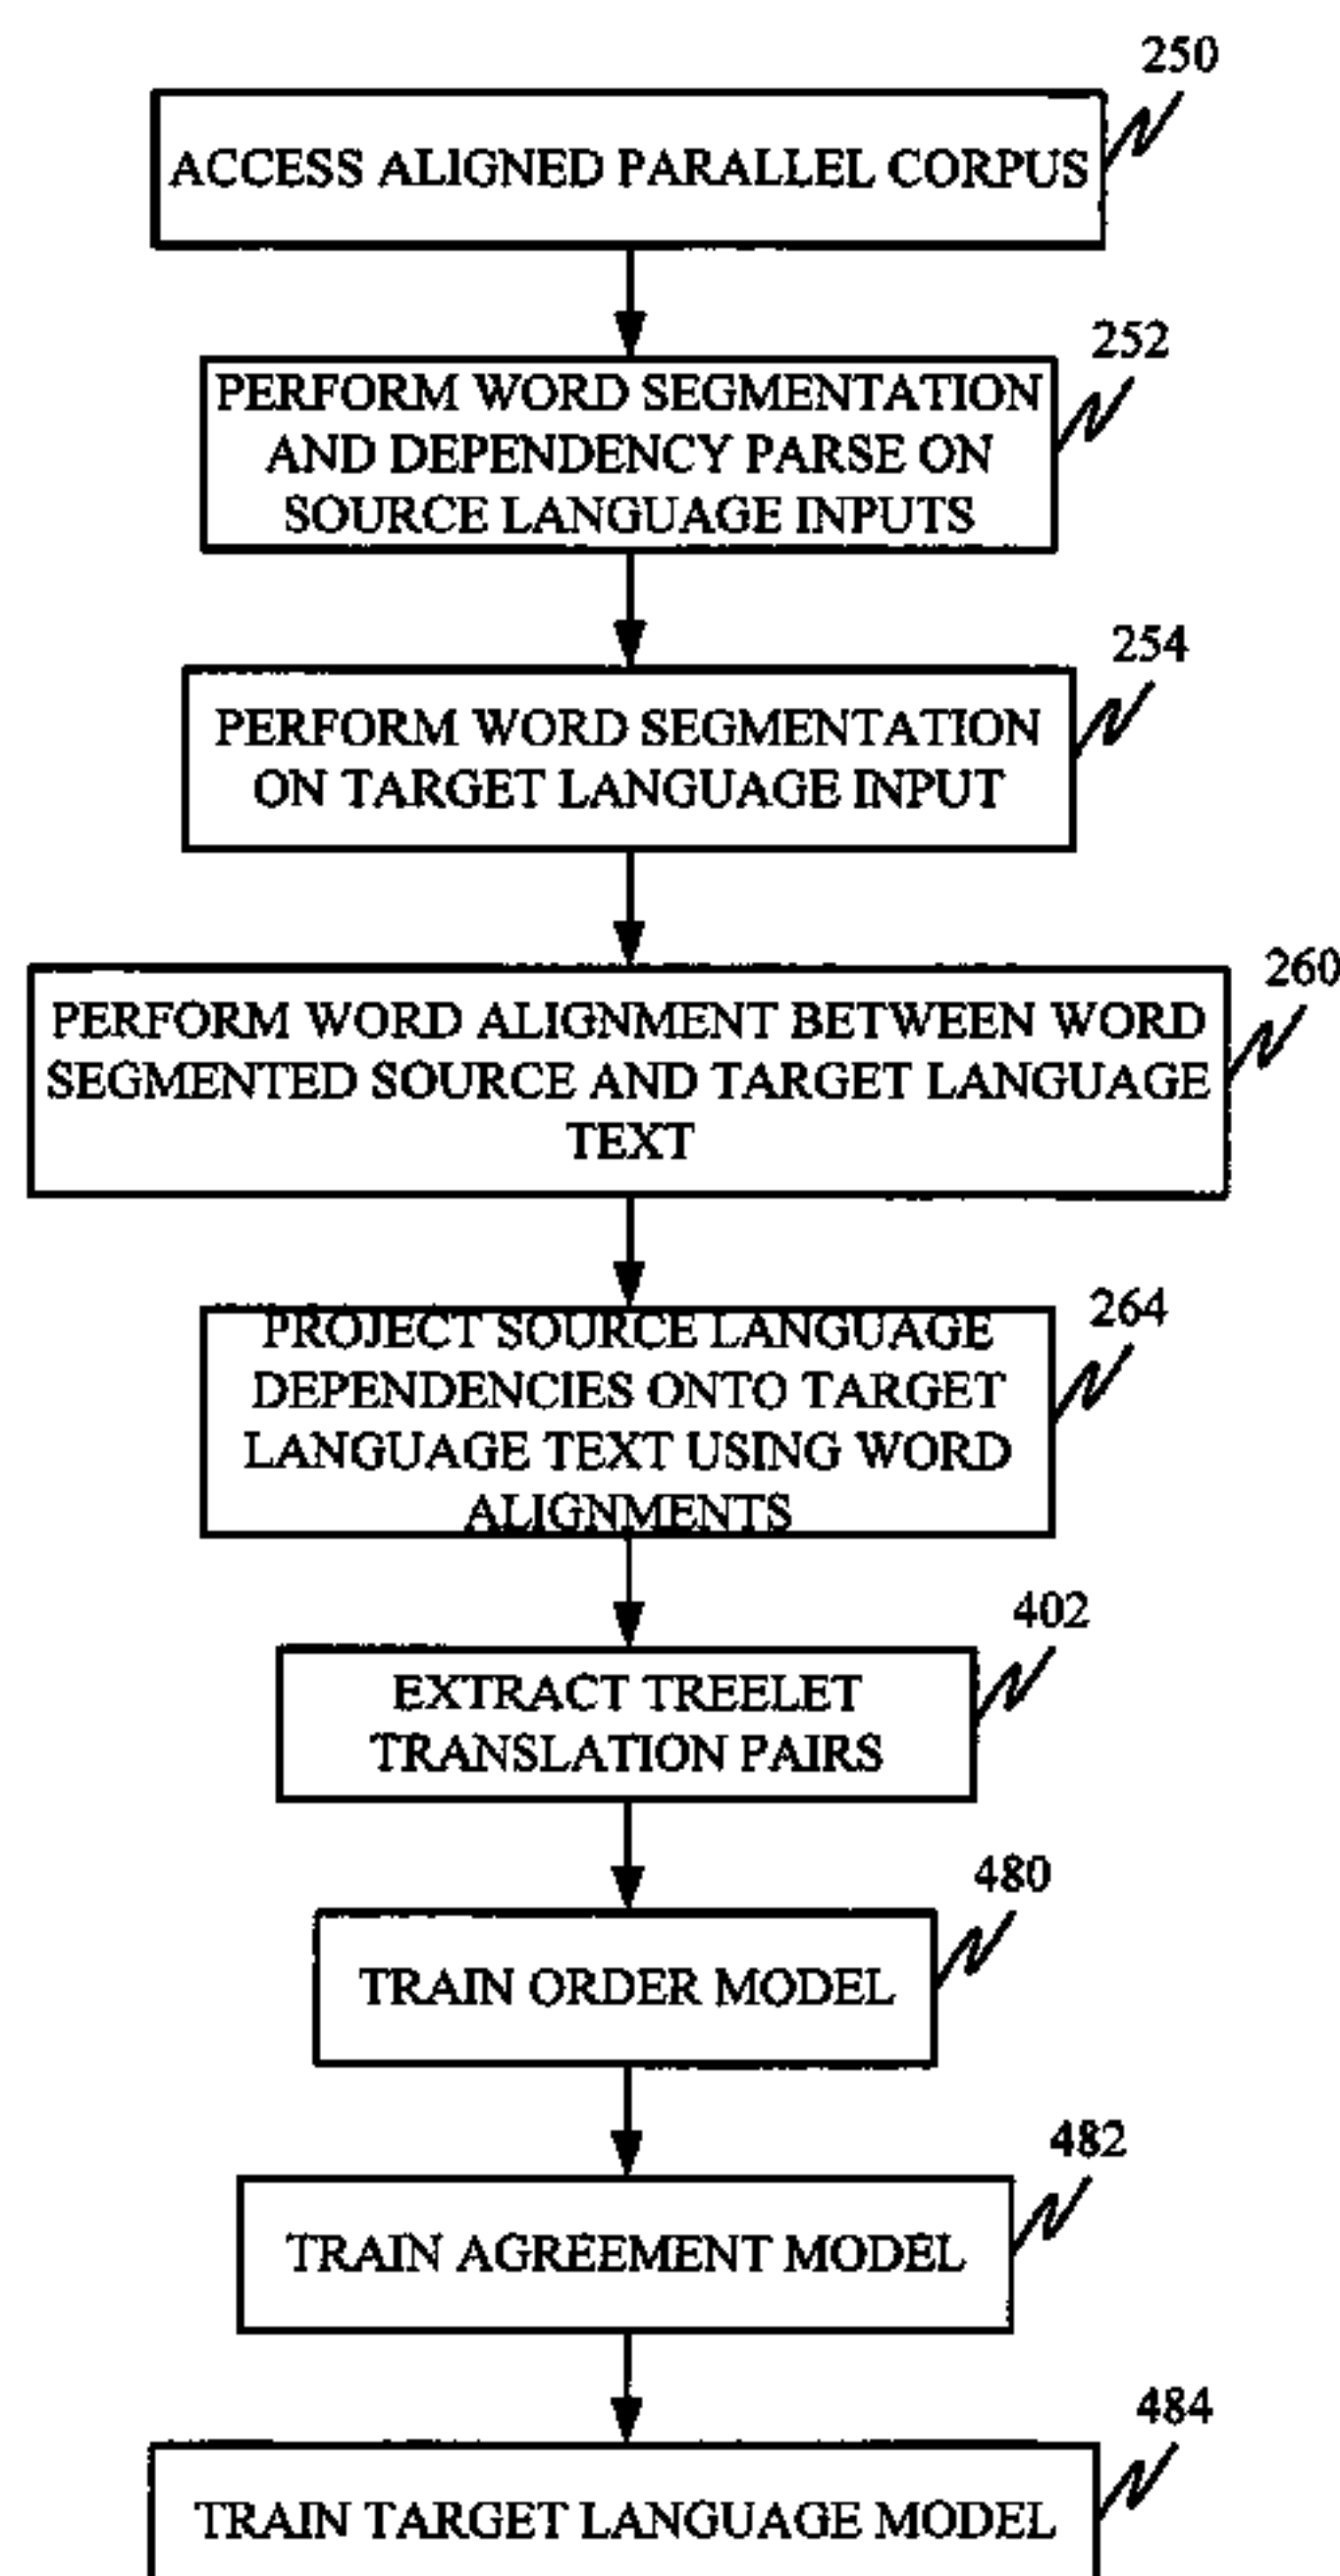 250
ACCESS ALIGNED PARALLEL CORPUS
252
PERFORM WORD SEGMENTATION
AND DEPENDENCY PARSE ON
SOURCE LANGUAGE INPUTS
254
PERFORM WORD SEGMENTATION
ON TARGET LANGUAGE INPUT
260
PERFORM WORD ALIGNMENT BETWEEN WORD
SEGMENTED SOURCE AND TARGET LANGUAGE
TEXT
264
PROJECT SOURCE LANGUAGE
DEPENDENCIES ONTO TARGET
LANGUAGE TEXT USING WORD
ALIGNMENTS
402
EXTRACT TREELET
TRANSLATION PAIRS
480
TRAIN ORDER MODEL
482
TRAIN AGREEMENT MODEL
484
TRAIN TARGET LANGUAGE MODEL